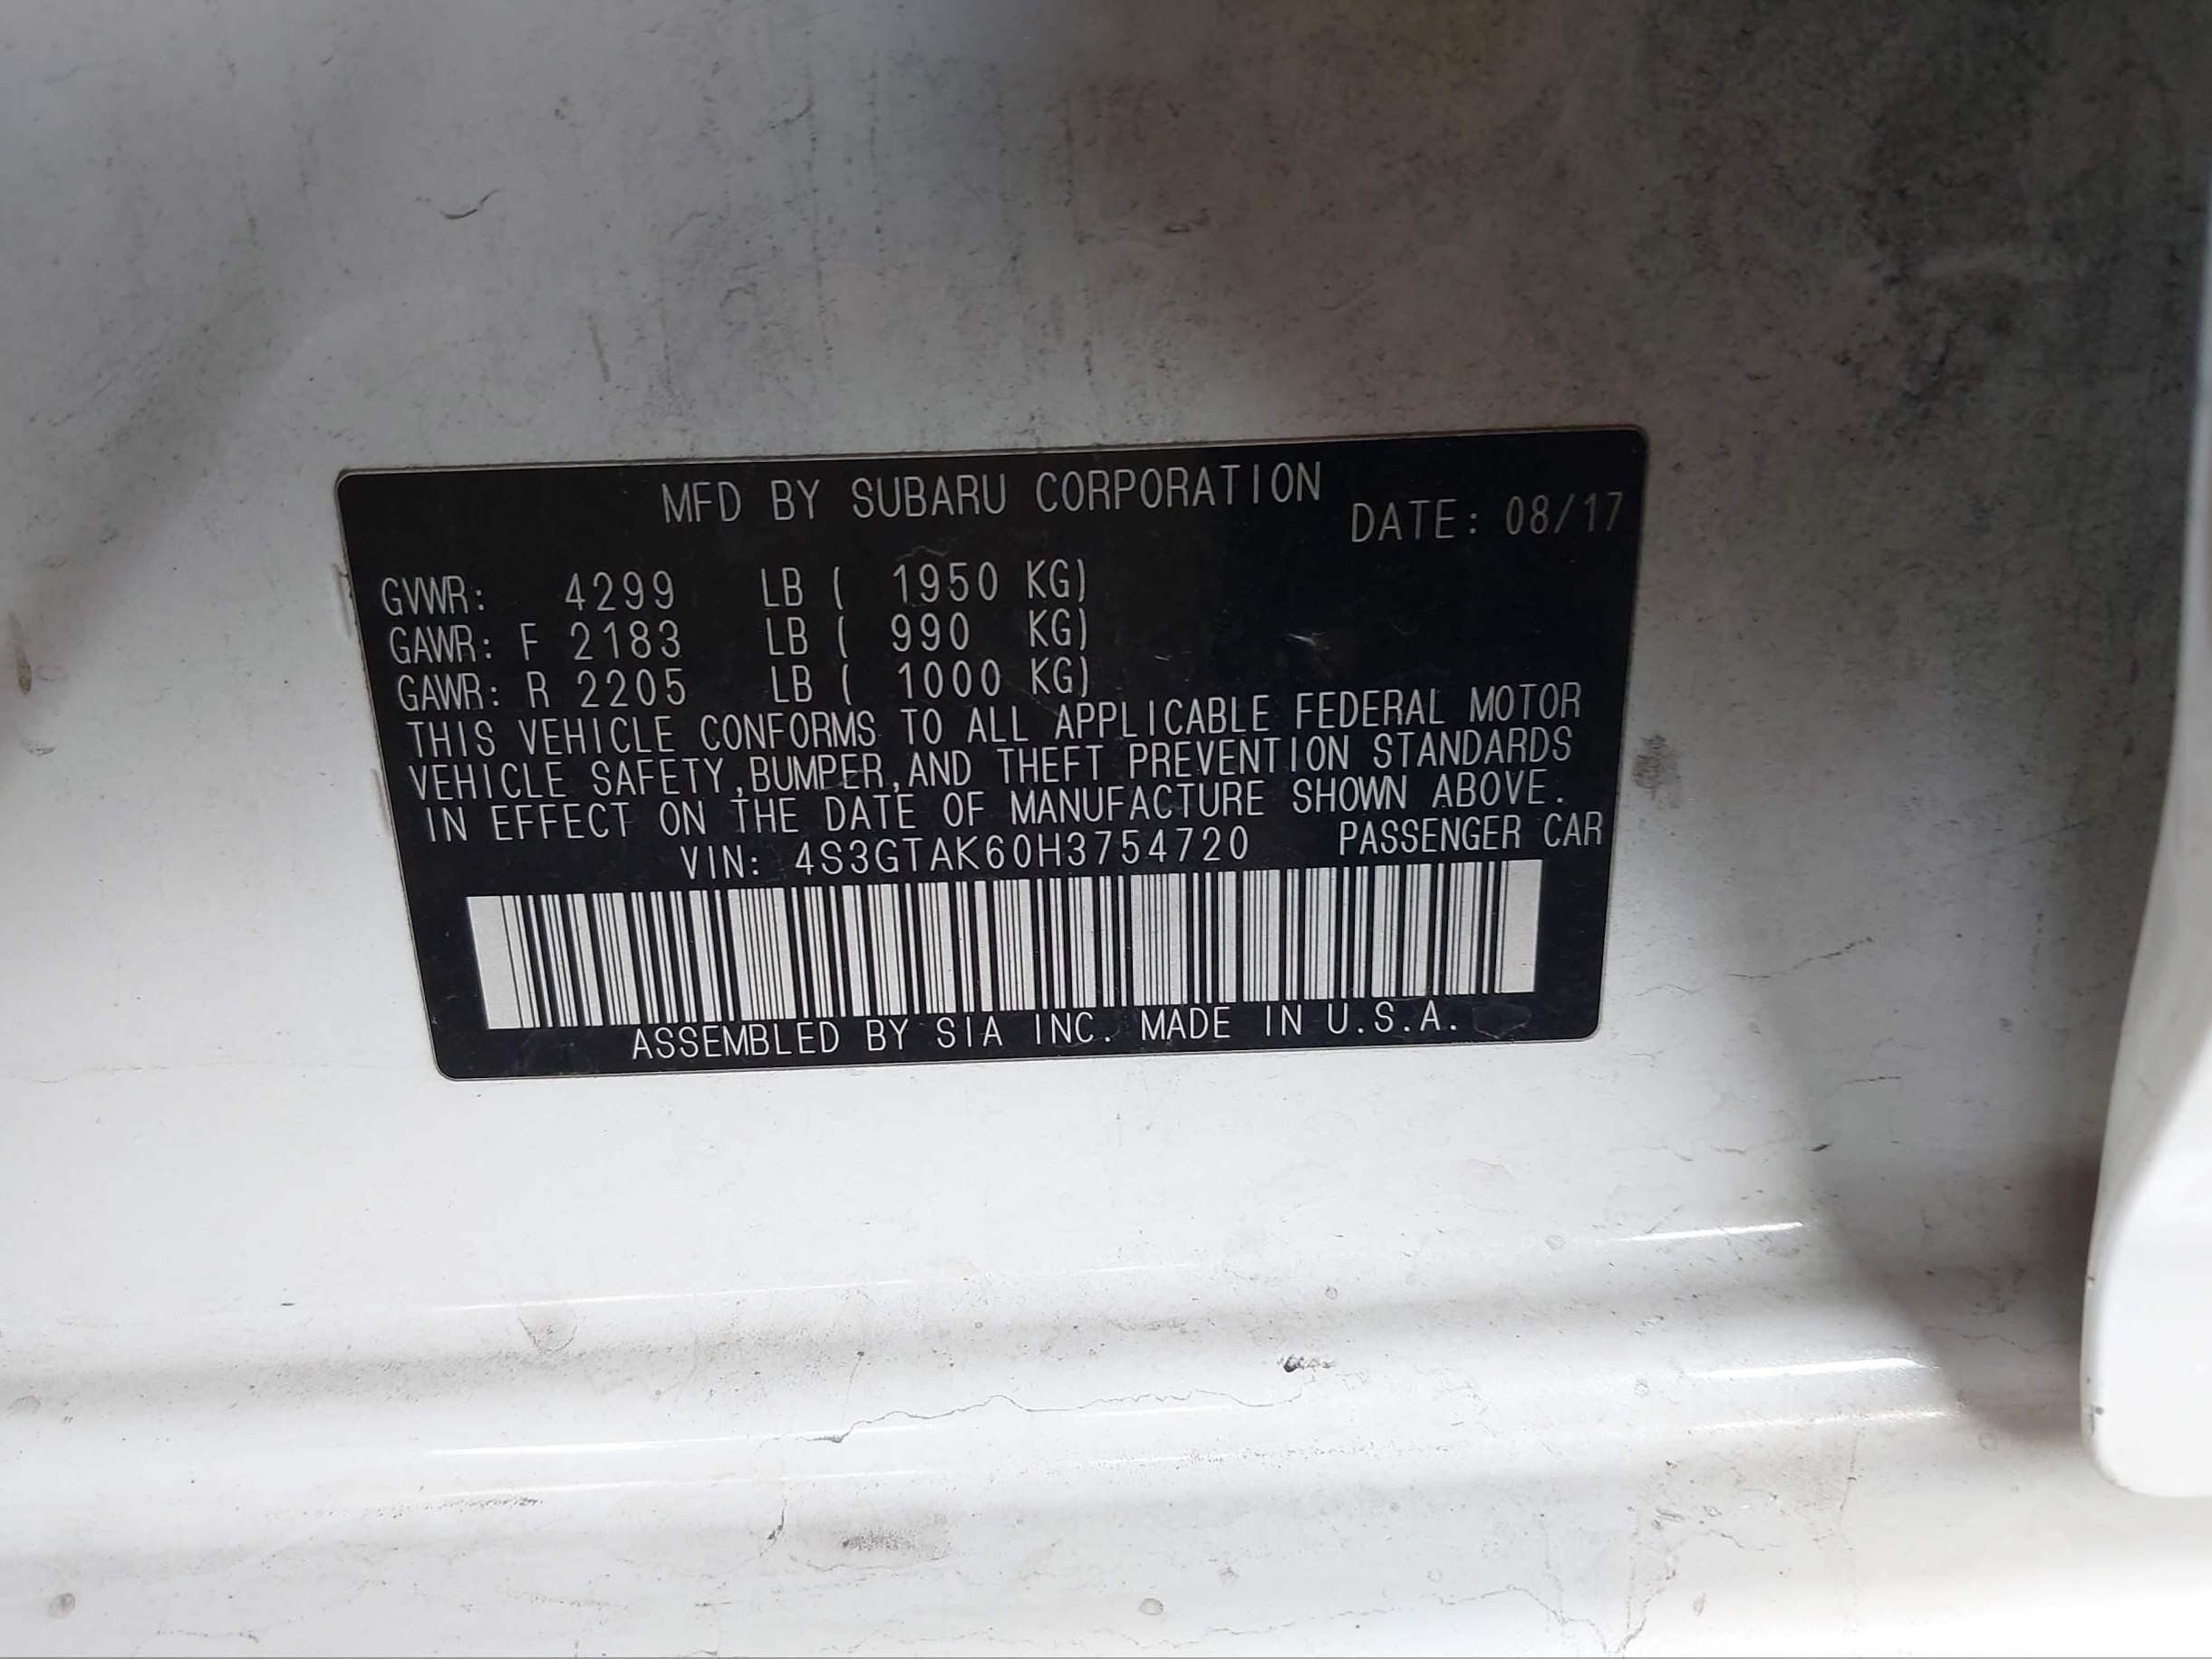 MFD BY SUBARU CORPORATION
DATE: 08/17
GVWR: 4299 LB ( 1950 KG)
GAWR: F 2183 LB ( 990 KG)
GAWR: R 2205 LB ( 1000 KG)
THIS VEHICLE CONFORMS TO ALL APPLICABLE FEDERAL MOTOR
VEHICLE SAFETY,BUMPER,AND THEFT PREVENTION STANDARDS
IN EFFECT ON THE DATE OF MANUFACTURE SHOWN ABOVE.
VIN: 4S3GTAK60H3754720 PASSENGER CAR
ASSEMBLED BY SIA INC. MADE IN U.S.A.